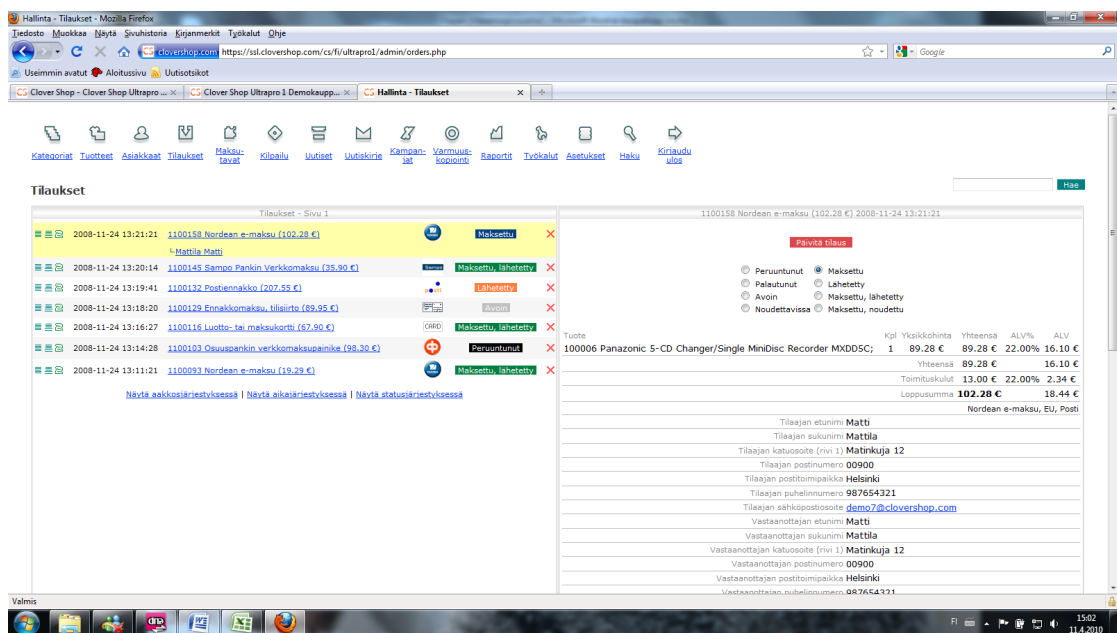 Hallinta - Tilaukset - Mozilla Firefox
Tiedosto Muokkaa Näytä Sivuhistoria Kirjanmerkit Työkalut Ohje
clovershop.com https://ssl.clovershop.com/cs/fi/ultrapro1/admin/orders.php
Google
Useimmin avatut Aloitussivu Uutisotsikot
CS Clover Shop - Clover Shop Ultrapro ... CS Clover Shop Ultrapro 1 Demokaupp... CS Hallinta - Tilaukset
Kategoriat Tuotteet Asiakkaat Tilaukset Maksu-tavat Kilpailu Uutiset Uutiskirje Kampan-jat Varmuus-kopiointi Raportit Työkalut Asetukset Haku Kirjaudu ulos
Tilaukset
Hae
Tilaukset - Sivu 1
2008-11-24 13:21:21 1100158 Nordean e-maksu (102.28 €) Maksettu
Mattila Matti
2008-11-24 13:20:14 1100145 Sampo Pankin Verkkomaksu (35.90 €) Sampo Maksettu, lähetetty
2008-11-24 13:19:41 1100132 Postiennakko (207.55 €) posti Lähetetty
2008-11-24 13:18:20 1100129 Ennakkomaksu, tilisiirto (89.95 €) Avoin
2008-11-24 13:16:27 1100116 Luotto- tai maksukortti (67.90 €) CARD Maksettu, lähetetty
2008-11-24 13:14:28 1100103 Osuuspankin verkkomaksupainike (98.30 €) Peruuntunut
2008-11-24 13:11:21 1100093 Nordean e-maksu (19.29 €) Maksettu, lähetetty
Näytä aakkosjärjestyksessä | Näytä aikajärjestyksessä | Näytä statusjärjestyksessä
1100158 Nordean e-maksu (102.28 €) 2008-11-24 13:21:21
Päivitä tilaus
Peruuntunut Maksettu
Palautunut Lähetetty
Avoin Maksettu, lähetetty
Noudettavissa Maksettu, noudettu
Tuote Kpl Yksikköhinta Yhteensä ALV% ALV
100006 Panazonic 5-CD Changer/Single MiniDisc Recorder MXDD5C; 1 89.28 € 89.28 € 22.00% 16.10 €
Yhteensä 89.28 € 16.10 €
Toimituskulut 13.00 € 22.00% 2.34 €
Loppusumma 102.28 € 18.44 €
Nordean e-maksu, EU, Posti
Tilaajan etunimi Matti
Tilaajan sukunimi Mattila
Tilaajan katuosoite (rivi 1) Matinkuja 12
Tilaajan postinumero 00900
Tilaajan postitoimipaikka Helsinki
Tilaajan puhelinnumero 987654321
Tilaajan sähköpostiosoite demo7@clovershop.com
Vastaanottajan etunimi Matti
Vastaanottajan sukunimi Mattila
Vastaanottajan katuosoite (rivi 1) Matinkuja 12
Vastaanottajan postinumero 00900
Vastaanottajan postitoimipaikka Helsinki
Vastaanottajan puhelinnumero 987654321
Valmis
dna
FI 15:02
11.4.2010